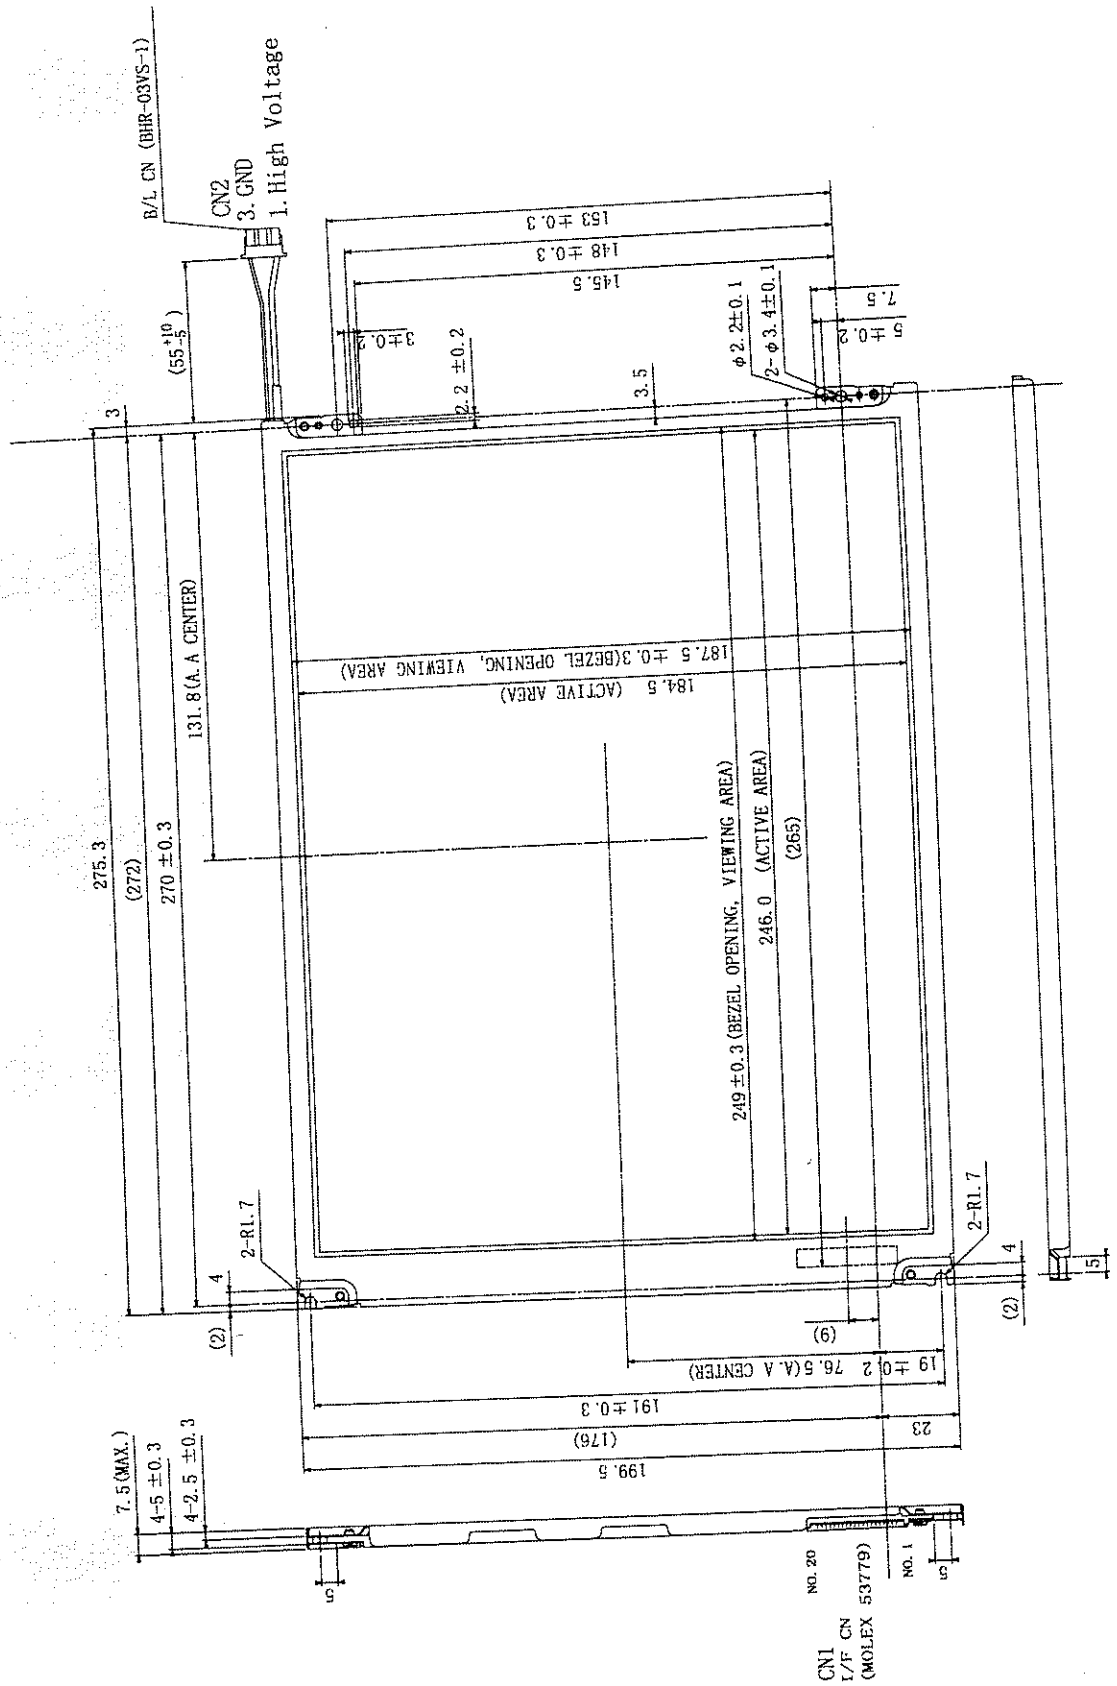 B/L CN (BHR-03VS-1)
CN2
3. GND
1. High Voltage
(55 +10 -5 )
3
275.3
(272)
270 ±0.3
131.8(A.A CENTER)
153 ±0.3
148 ±0.3
145.5
3±0.2
2.2 ±0.2
3.5
φ2.2±0.1
2-φ3.4±0.1
7.5
5 ±0.2
187.5 ±0.3(BEZEL OPENING, VIEWING AREA)
184.5 (ACTIVE AREA)
249 ±0.3(BEZEL OPENING, VIEWING AREA)
246.0 (ACTIVE AREA)
(265)
2-R1.7
4
(2)
2-R1.7
4
(2)
5
(9)
76.5(A.A CENTER)
19 ±0.2
191±0.3
(176)
23
199.5
7.5(MAX.)
4-5 ±0.3
4-2.5 ±0.3
5
NO.20
NO.1
5
CN1
I/F CN
(MOLEX 53779)